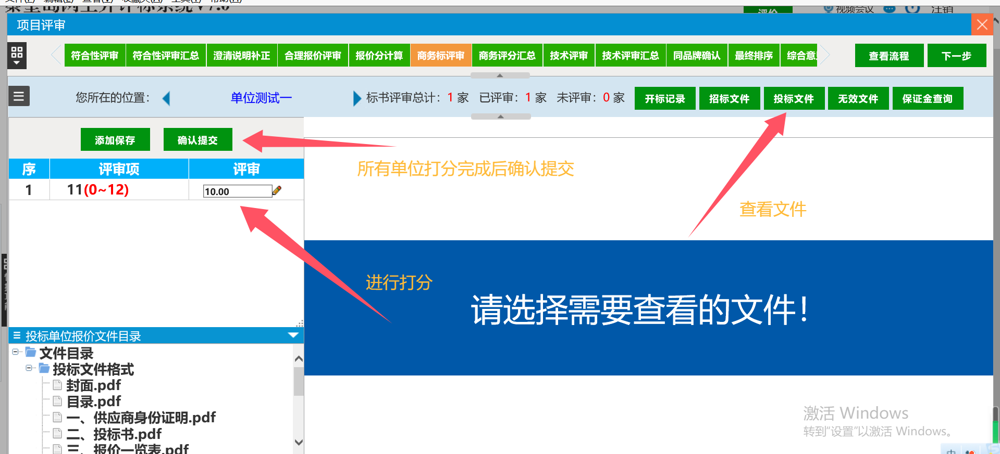 视频会议 注销
项目评审
符合性评审 符合性评审汇总 澄清说明补正 合理报价评审 报价分计算 商务标评审 商务评分汇总 技术评审 技术评审汇总 同品牌确认 最终排序 综合意 查看流程 下一步
您所在的位置： 单位测试一 标书评审总计：1 家 已评审：1 家 未评审：0 家 开标记录 招标文件 投标文件 无效文件 保证金查询
添加保存 确认提交
所有单位打分完成后确认提交
序 评审项 评审
1 11(0~12) 10.00
查看文件
进行打分
请选择需要查看的文件！
投标单位报价文件目录
文件目录
投标文件格式
封面.pdf
目录.pdf
一、供应商身份证明.pdf
二、投标书.pdf
三、报价一览表.pdf
激活 Windows
转到“设置”以激活 Windows。